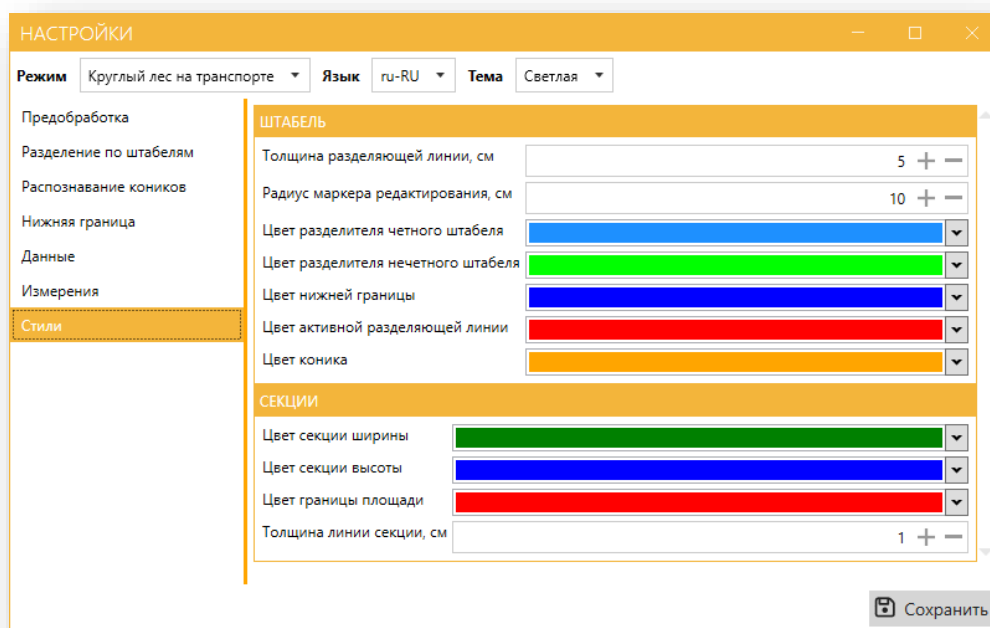 НАСТРОЙКИ
Режим Круглый лес на транспорте Язык ru-RU Тема Светлая
Предобработка
Разделение по штабелям
Распознавание коников
Нижняя граница
Данные
Измерения
Стили
ШТАБЕЛЬ
Толщина разделяющей линии, см 5
Радиус маркера редактирования, см 10
Цвет разделителя четного штабеля
Цвет разделителя нечетного штабеля
Цвет нижней границы
Цвет активной разделяющей линии
Цвет коника
СЕКЦИИ
Цвет секции ширины
Цвет секции высоты
Цвет границы площади
Толщина линии секции, см 1
Сохранить